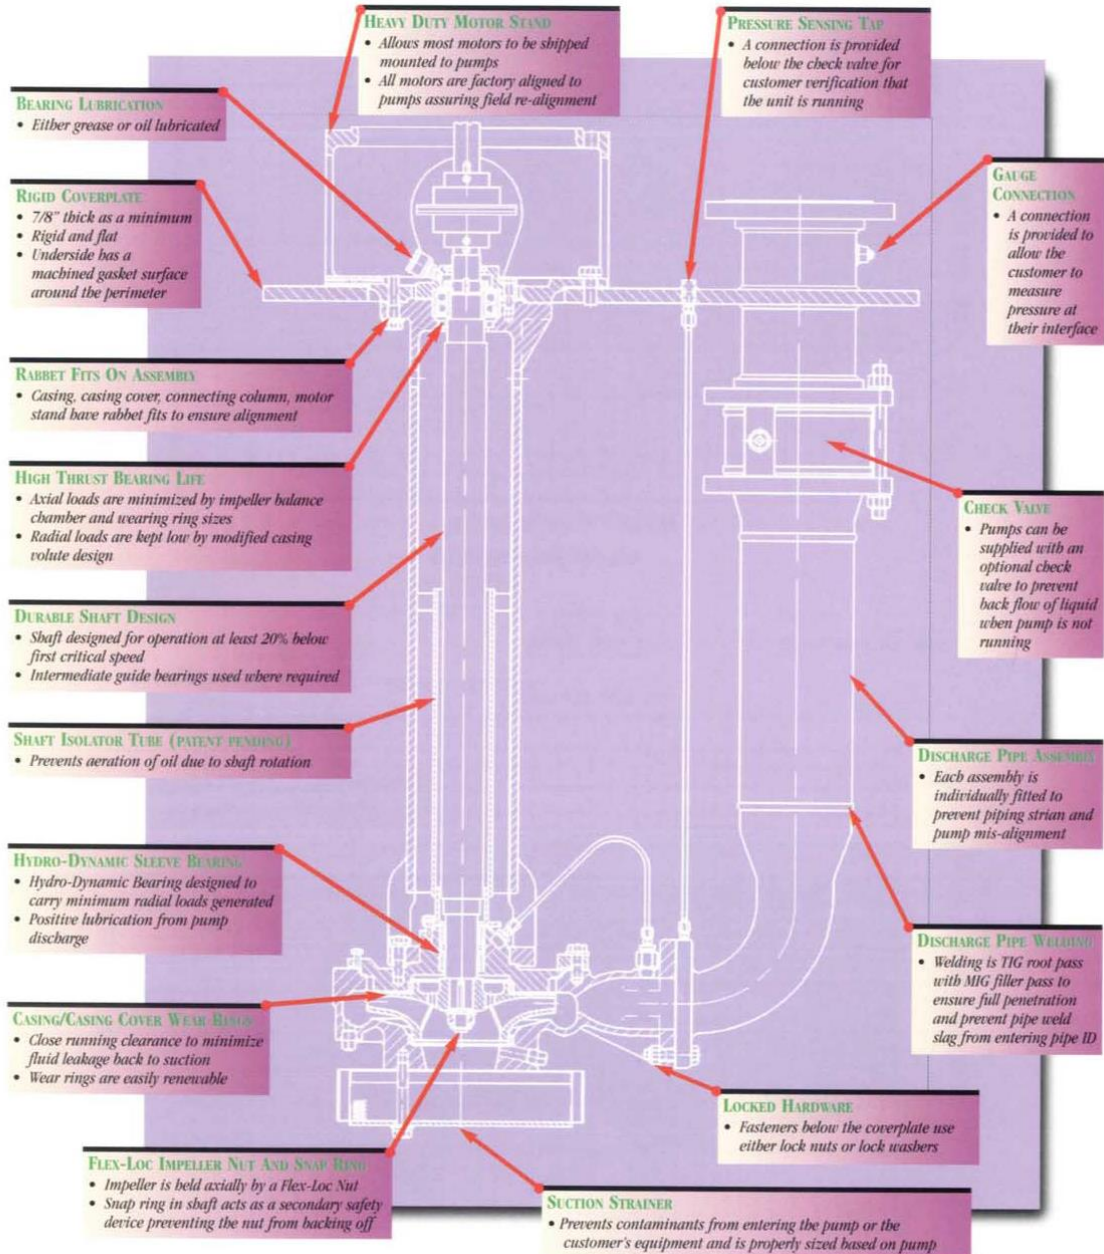 HEAVY DUTY MOTOR STAND
• Allows most motors to be shipped
mounted to pumps
• All motors are factory aligned to
pumps assuring field re-alignment
PRESSURE SENSING TAP
• A connection is provided
below the check valve for
customer verification that
the unit is running
BEARING LUBRICATION
• Either grease or oil lubricated
GAUGE
CONNECTION
• A connection
is provided to
allow the
customer to
measure
pressure at
their interface
RIGID COVERPLATE
• 7/8" thick as a minimum
• Rigid and flat
• Underside has a
machined gasket surface
around the perimeter
RABBET FITS ON ASSEMBLY
• Casing, casing cover, connecting column, motor
stand have rabbet fits to ensure alignment
HIGH THRUST BEARING LIFE
• Axial loads are minimized by impeller balance
chamber and wearing ring sizes
• Radial loads are kept low by modified casing
volute design
CHECK VALVE
• Pumps can be
supplied with an
optional check
valve to prevent
back flow of liquid
when pump is not
running
DURABLE SHAFT DESIGN
• Shaft designed for operation at least 20% below
first critical speed
• Intermediate guide bearings used where required
SHAFT ISOLATOR TUBE (PATENT PENDING)
• Prevents aeration of oil due to shaft rotation
DISCHARGE PIPE ASSEMBLY
• Each assembly is
individually fitted to
prevent piping strian and
pump mis-alignment
HYDRO-DYNAMIC SLEEVE BEARING
• Hydro-Dynamic Bearing designed to
carry minimum radial loads generated
• Positive lubrication from pump
discharge
DISCHARGE PIPE WELDING
• Welding is TIG root pass
with MIG filler pass to
ensure full penetration
and prevent pipe weld
slag from entering pipe ID
CASING/CASING COVER WEAR RINGS
• Close running clearance to minimize
fluid leakage back to suction
• Wear rings are easily renewable
LOCKED HARDWARE
• Fasteners below the coverplate use
either lock nuts or lock washers
FLEX-LOC IMPELLER NUT AND SNAP RING
• Impeller is held axially by a Flex-Loc Nut
• Snap ring in shaft acts as a secondary safety
device preventing the nut from backing off
SUCTION STRAINER
• Prevents contaminants from entering the pump or the
customer's equipment and is properly sized based on pump